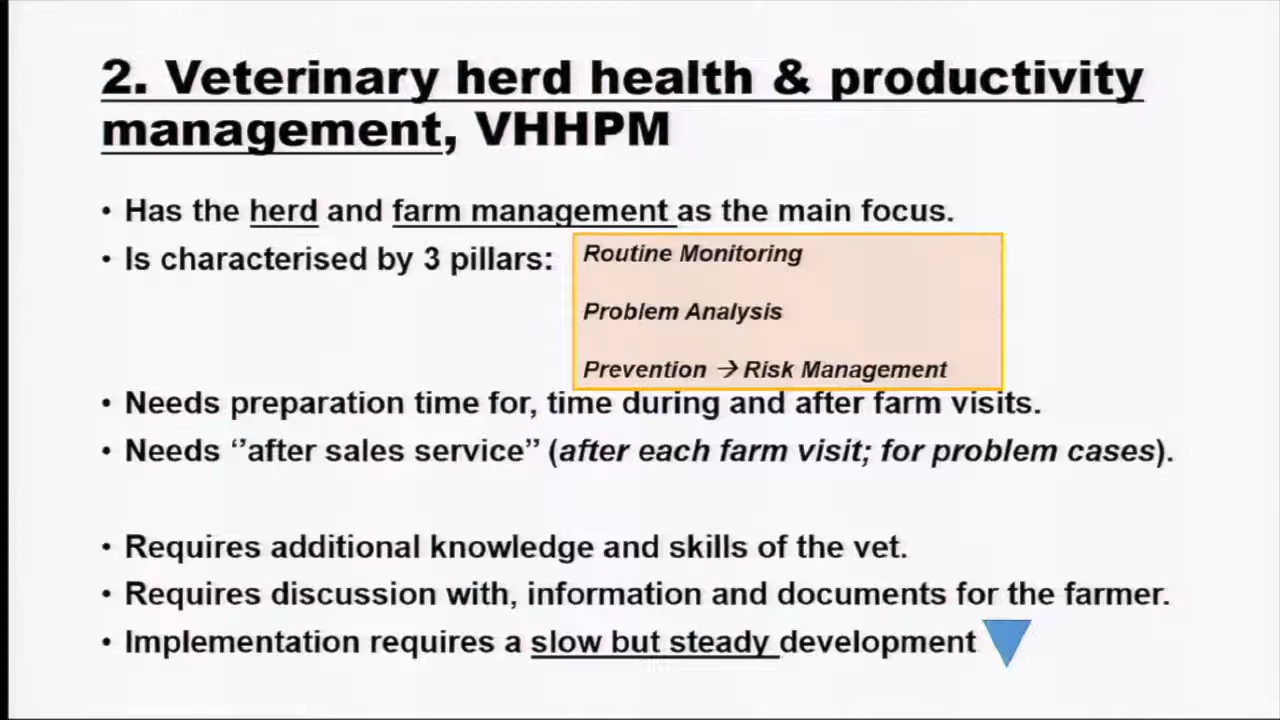 2. Veterinary herd health & productivity
management, VHHPM
• Has the herd and farm management as the main focus.
• Is characterised by 3 pillars:
Routine Monitoring
Problem Analysis
Prevention → Risk Management
• Needs preparation time for, time during and after farm visits.
• Needs ‘’after sales service” (after each farm visit; for problem cases).
• Requires additional knowledge and skills of the vet.
• Requires discussion with, information and documents for the farmer.
• Implementation requires a slow but steady development